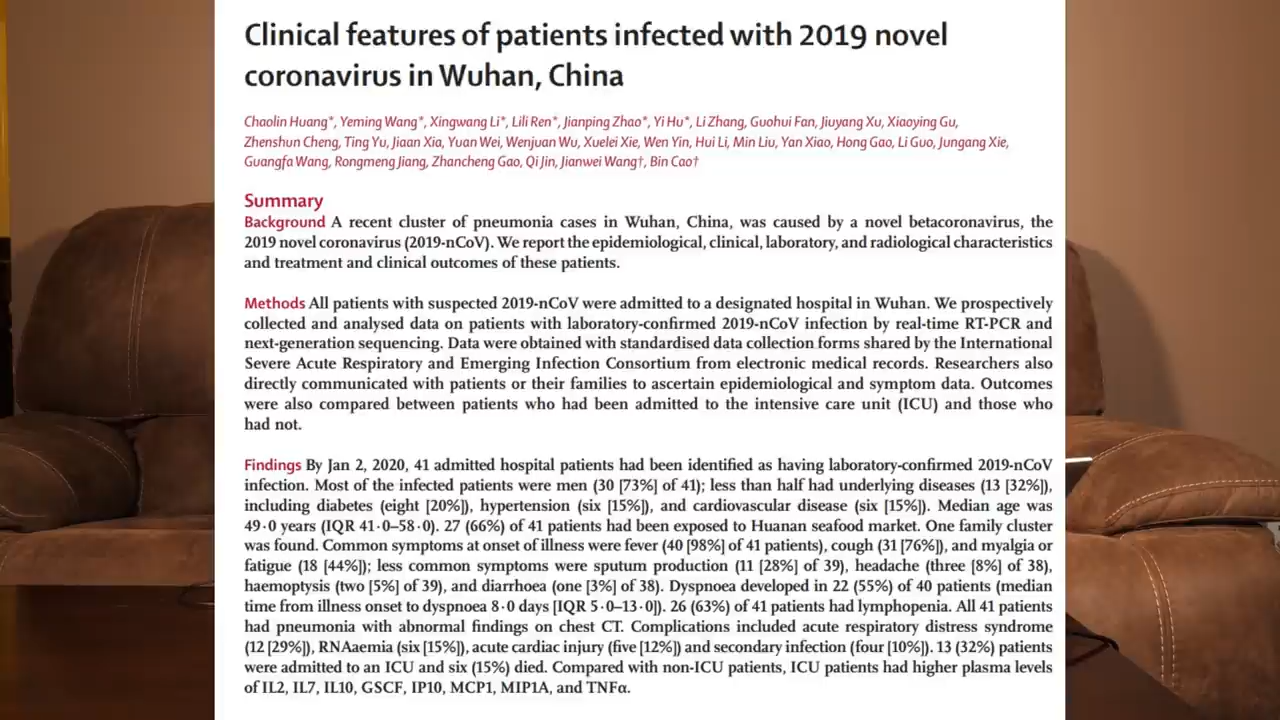 Clinical features of patients infected with 2019 novel
coronavirus in Wuhan, China
Chaolin Huang*, Yeming Wang*, Xingwang Li*, Lili Ren*, Jianping Zhao*, Yi Hu*, Li Zhang, Guohui Fan, Jiuyang Xu, Xiaoying Gu,
Zhenshun Cheng, Ting Yu, Jiaan Xia, Yuan Wei, Wenjuan Wu, Xuelei Xie, Wen Yin, Hui Li, Min Liu, Yan Xiao, Hong Gao, Li Guo, Jungang Xie,
Guangfa Wang, Rongmeng Jiang, Zhancheng Gao, Qi Jin, Jianwei Wang†, Bin Cao†
Summary
Background A recent cluster of pneumonia cases in Wuhan, China, was caused by a novel betacoronavirus, the
2019 novel coronavirus (2019-nCoV). We report the epidemiological, clinical, laboratory, and radiological characteristics
and treatment and clinical outcomes of these patients.
Methods All patients with suspected 2019-nCoV were admitted to a designated hospital in Wuhan. We prospectively
collected and analysed data on patients with laboratory-confirmed 2019-nCoV infection by real-time RT-PCR and
next-generation sequencing. Data were obtained with standardised data collection forms shared by the International
Severe Acute Respiratory and Emerging Infection Consortium from electronic medical records. Researchers also
directly communicated with patients or their families to ascertain epidemiological and symptom data. Outcomes
were also compared between patients who had been admitted to the intensive care unit (ICU) and those who
had not.
Findings By Jan 2, 2020, 41 admitted hospital patients had been identified as having laboratory-confirmed 2019-nCoV
infection. Most of the infected patients were men (30 [73%] of 41); less than half had underlying diseases (13 [32%]),
including diabetes (eight [20%]), hypertension (six [15%]), and cardiovascular disease (six [15%]). Median age was
49·0 years (IQR 41·0–58·0). 27 (66%) of 41 patients had been exposed to Huanan seafood market. One family cluster
was found. Common symptoms at onset of illness were fever (40 [98%] of 41 patients), cough (31 [76%]), and myalgia or
fatigue (18 [44%]); less common symptoms were sputum production (11 [28%] of 39), headache (three [8%] of 38),
haemoptysis (two [5%] of 39), and diarrhoea (one [3%] of 38). Dyspnoea developed in 22 (55%) of 40 patients (median
time from illness onset to dyspnoea 8·0 days [IQR 5·0–13·0]). 26 (63%) of 41 patients had lymphopenia. All 41 patients
had pneumonia with abnormal findings on chest CT. Complications included acute respiratory distress syndrome
(12 [29%]), RNAaemia (six [15%]), acute cardiac injury (five [12%]) and secondary infection (four [10%]). 13 (32%) patients
were admitted to an ICU and six (15%) died. Compared with non-ICU patients, ICU patients had higher plasma levels
of IL2, IL7, IL10, GSCF, IP10, MCP1, MIP1A, and TNFα.